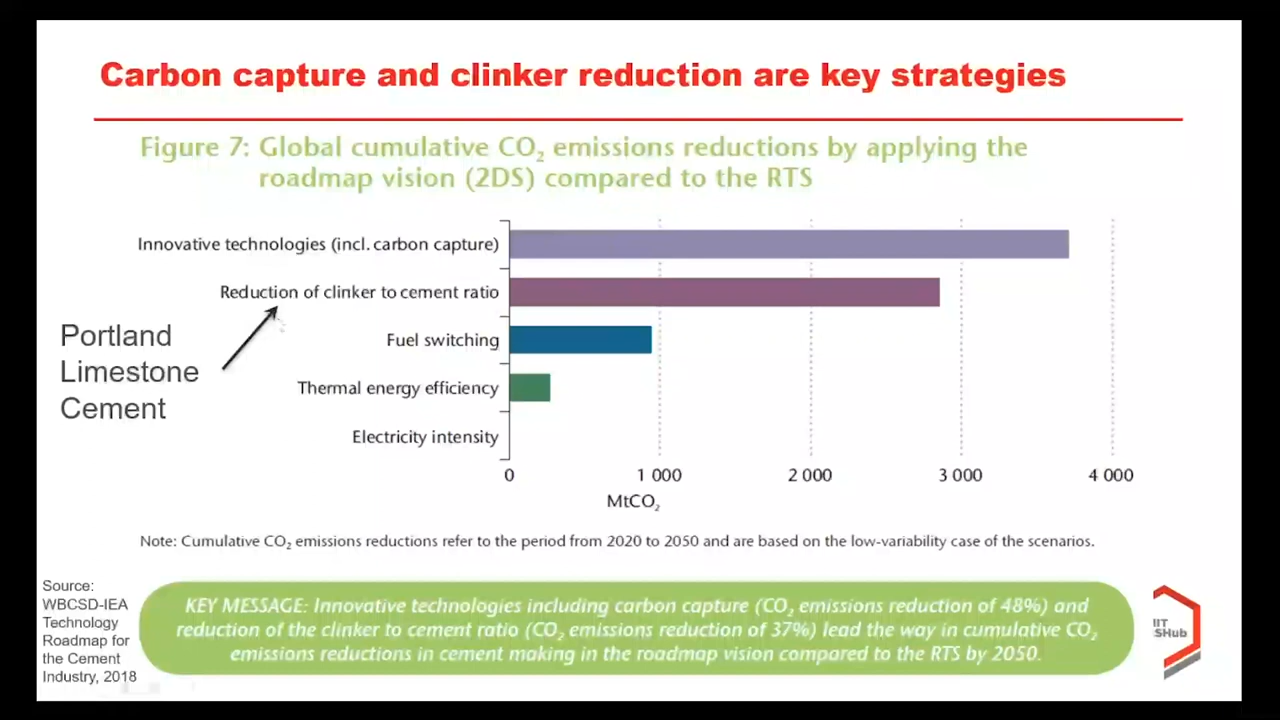 Carbon capture and clinker reduction are key strategies
Figure 7: Global cumulative CO₂ emissions reductions by applying the
roadmap vision (2DS) compared to the RTS
Innovative technologies (incl. carbon capture)
Reduction of clinker to cement ratio
Fuel switching
Thermal energy efficiency
Electricity intensity
Portland
Limestone
Cement
0 1 000 2 000 3 000 4 000
MtCO₂
Note: Cumulative CO₂ emissions reductions refer to the period from 2020 to 2050 and are based on the low-variability case of the scenarios.
Source:
WBCSD-IEA
Technology
Roadmap for
the Cement
Industry, 2018
KEY MESSAGE: Innovative technologies including carbon capture (CO₂ emissions reduction of 48%) and
reduction of the clinker to cement ratio (CO₂ emissions reduction of 37%) lead the way in cumulative CO₂
emissions reductions in cement making in the roadmap vision compared to the RTS by 2050.
IIT
SHub